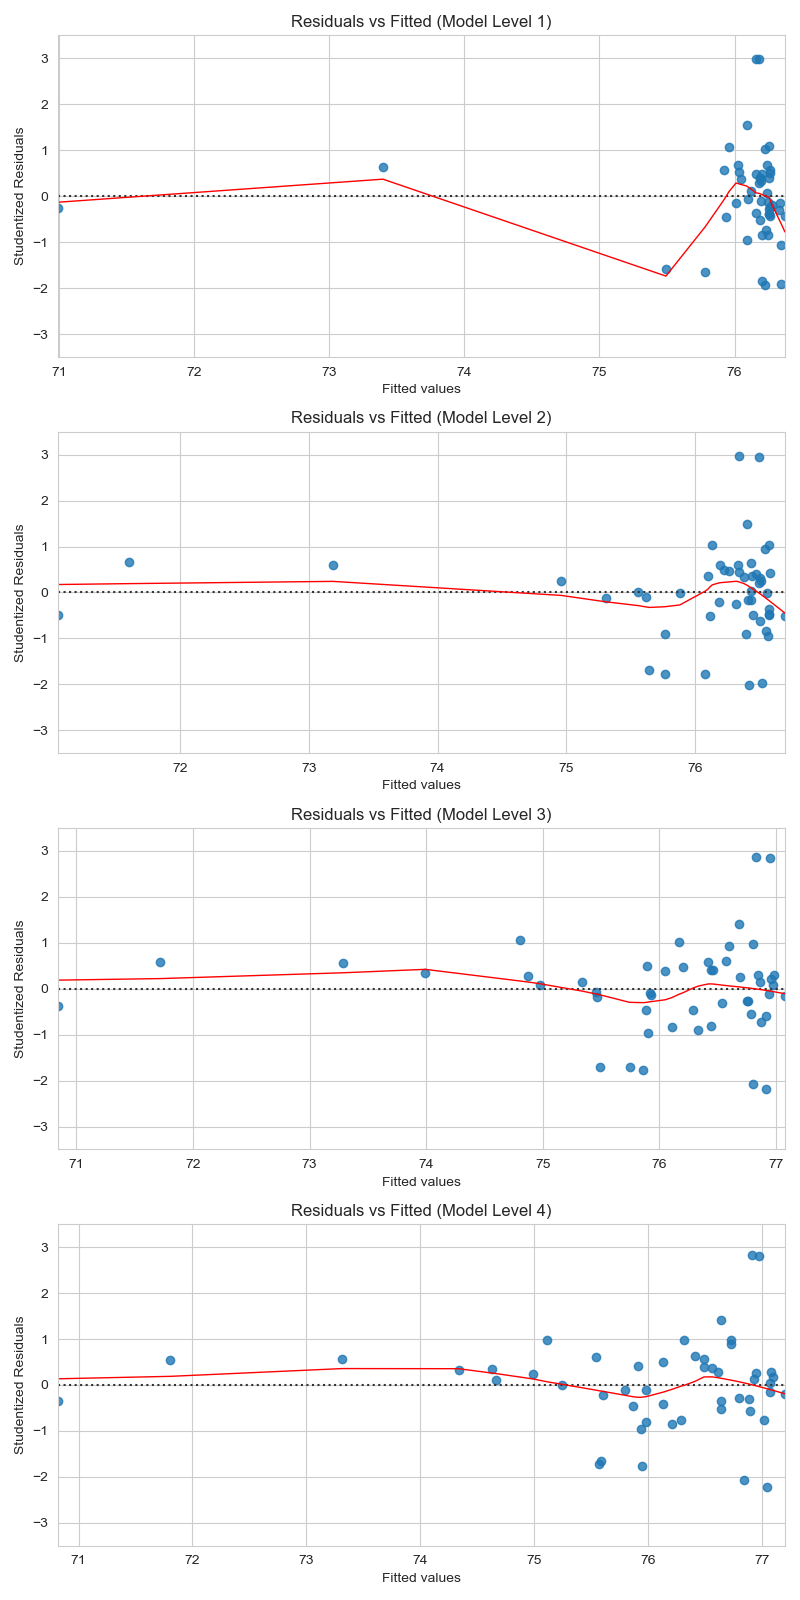 Residuals vs Fitted (Model Level 1)
3
2
1
0
−1
−2
−3
Studentized Residuals
71 72 73 74 75 76
Fitted values
Residuals vs Fitted (Model Level 2)
3
2
1
0
−1
−2
−3
Studentized Residuals
72 73 74 75 76
Fitted values
Residuals vs Fitted (Model Level 3)
3
2
1
0
−1
−2
−3
Studentized Residuals
71 72 73 74 75 76 77
Fitted values
Residuals vs Fitted (Model Level 4)
3
2
1
0
−1
−2
−3
Studentized Residuals
71 72 73 74 75 76 77
Fitted values